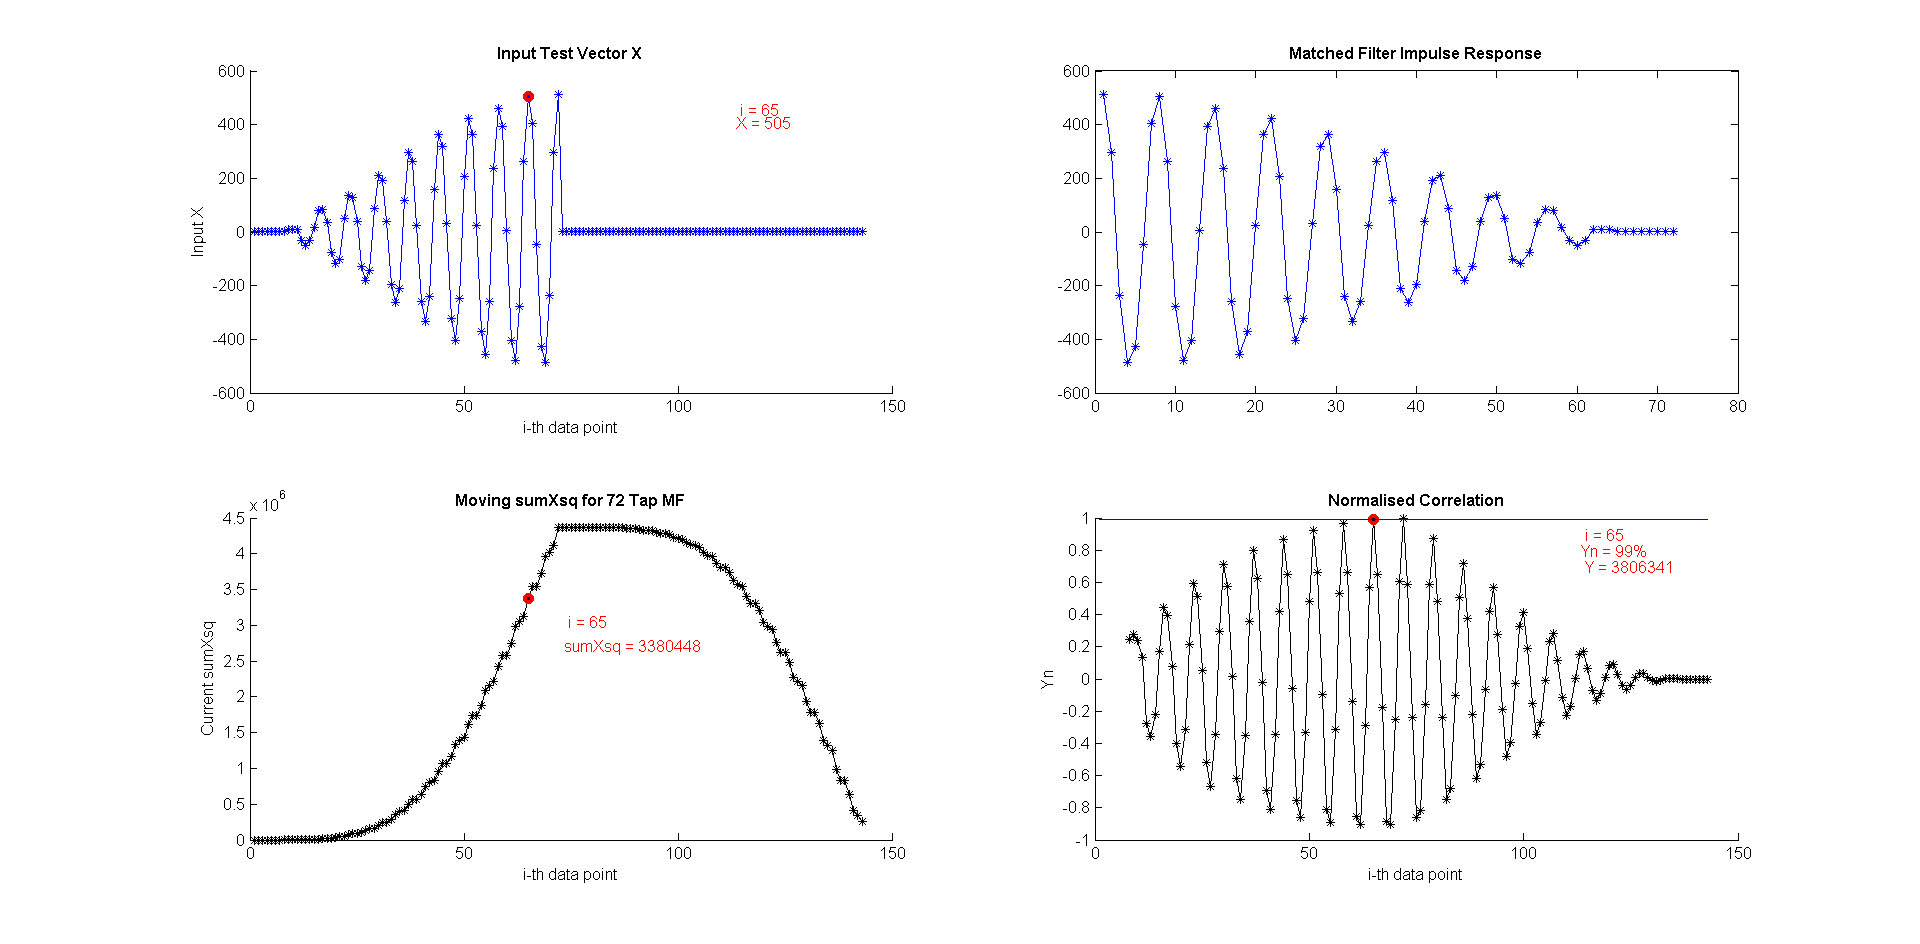 Input Test Vector X
600
400
200
0
-200
-400
-600
Input X
0 50 100 150
i-th data point
i = 65
X = 505
Matched Filter Impulse Response
600
400
200
0
-200
-400
-600
0 10 20 30 40 50 60 70 80
Moving sumXsq for 72 Tap MF
x 10^6
4.5
4
3.5
3
2.5
2
1.5
1
0.5
0
Current sumXsq
0 50 100 150
i-th data point
i = 65
sumXsq = 3380448
Normalised Correlation
1
0.8
0.6
0.4
0.2
0
-0.2
-0.4
-0.6
-0.8
-1
Yn
0 50 100 150
i-th data point
i = 65
Yn = 99%
Y = 3806341